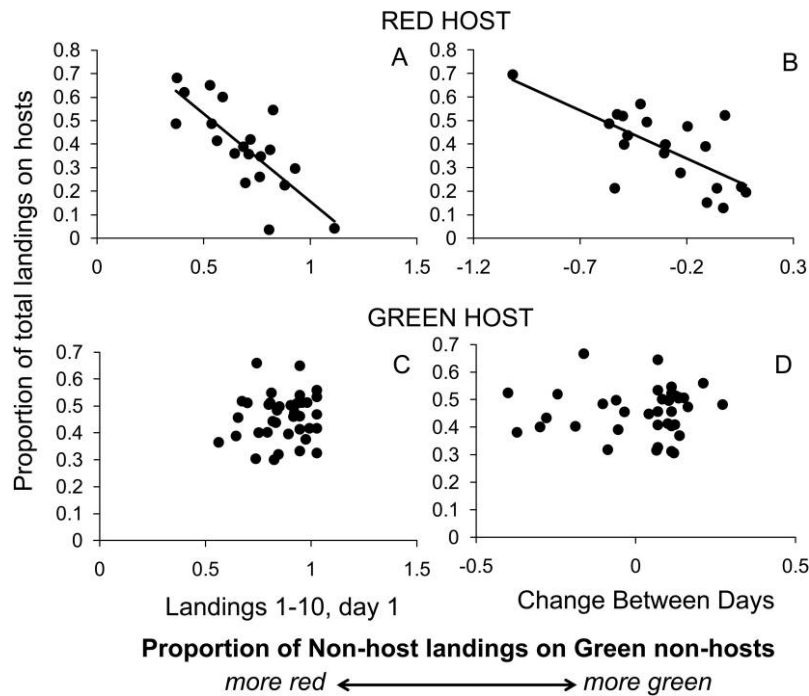 RED HOST
Proportion of total landings on hosts
A
0.8
0.7
0.6
0.5
0.4
0.3
0.2
0.1
0
0 0.5 1 1.5
B
0.8
0.7
0.6
0.5
0.4
0.3
0.2
0.1
0
-1.2 -0.7 -0.2 0.3
GREEN HOST
C
0.7
0.6
0.5
0.4
0.3
0.2
0.1
0
0 0.5 1 1.5
Landings 1-10, day 1
D
0.7
0.6
0.5
0.4
0.3
0.2
0.1
0
-0.5 0 0.5
Change Between Days
Proportion of Non-host landings on Green non-hosts
more red more green